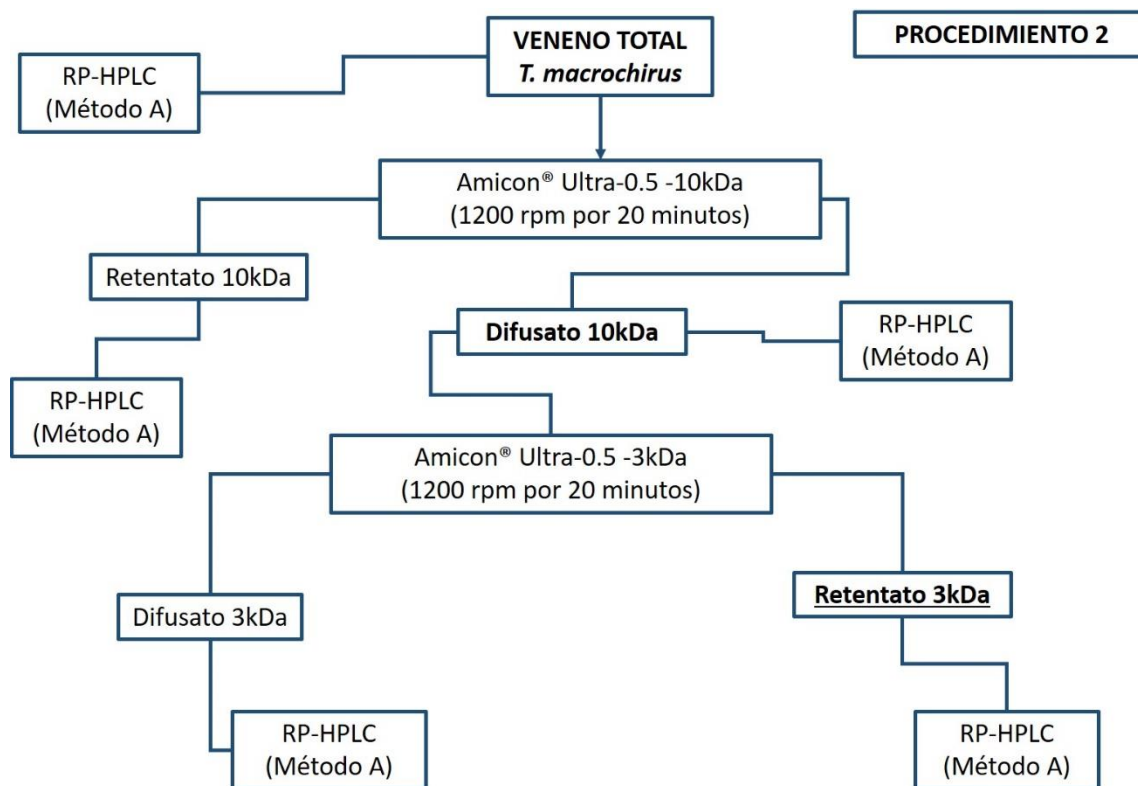 VENENO TOTAL
T. macrochirus
PROCEDIMIENTO 2
RP-HPLC
(Método A)
Amicon® Ultra-0.5 -10kDa
(1200 rpm por 20 minutos)
Retentato 10kDa
Difusato 10kDa
RP-HPLC
(Método A)
RP-HPLC
(Método A)
Amicon® Ultra-0.5 -3kDa
(1200 rpm por 20 minutos)
Retentato 3kDa
Difusato 3kDa
RP-HPLC
(Método A)
RP-HPLC
(Método A)